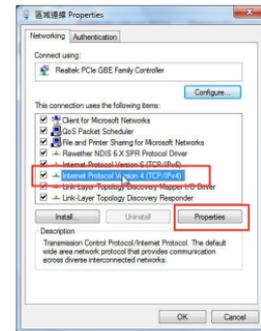 區域連線 Properties
Networking Authentication
Connect using:
Realtek PCIe GBE Family Controller
Configure...
This connection uses the following items:
Client for Microsoft Networks
QoS Packet Scheduler
File and Printer Sharing for Microsoft Networks
Rawether NDIS 6.X SPR Protocol Driver
Internet Protocol Version 6 (TCP/IPv6)
Internet Protocol Version 4 (TCP/IPv4)
Link-Layer Topology Discovery Mapper I/O Driver
Link-Layer Topology Discovery Responder
Install... Uninstall Properties
Description
Transmission Control Protocol/Internet Protocol. The default
wide area network protocol that provides communication
across diverse interconnected networks.
OK Cancel